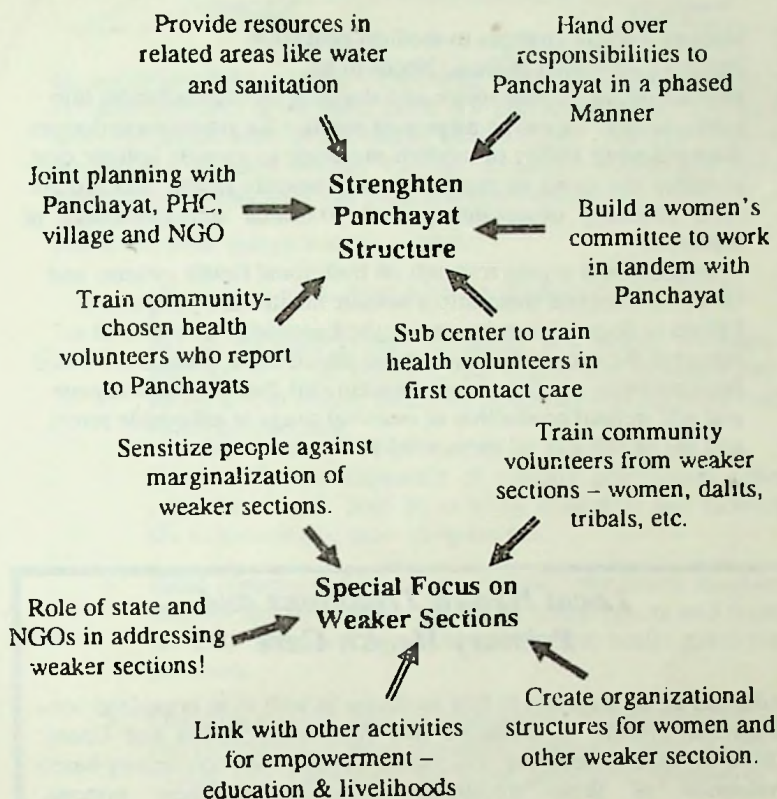 Provide resources in
related areas like water
and sanitation
Hand over
responsibilities to
Panchayat in a phased
Manner
Joint planning with
Panchayat, PHC,
village and NGO
Strenghten
Panchayat
Structure
Build a women's
committee to work
in tandem with
Panchayat
Train community-
chosen health
volunteers who report
to Panchayats
Sub center to train
health volunteers in
first contact care
Sensitize people against
marginalization of
weaker sections.
Train community
volunteers from weaker
sections – women, dalits,
tribals, etc.
Special Focus on
Weaker Sections
Role of state and
NGOs in addressing
weaker sections!
Link with other activities
for empowerment –
education & livelihoods
Create organizational
structures for women and
other weaker sectoion.